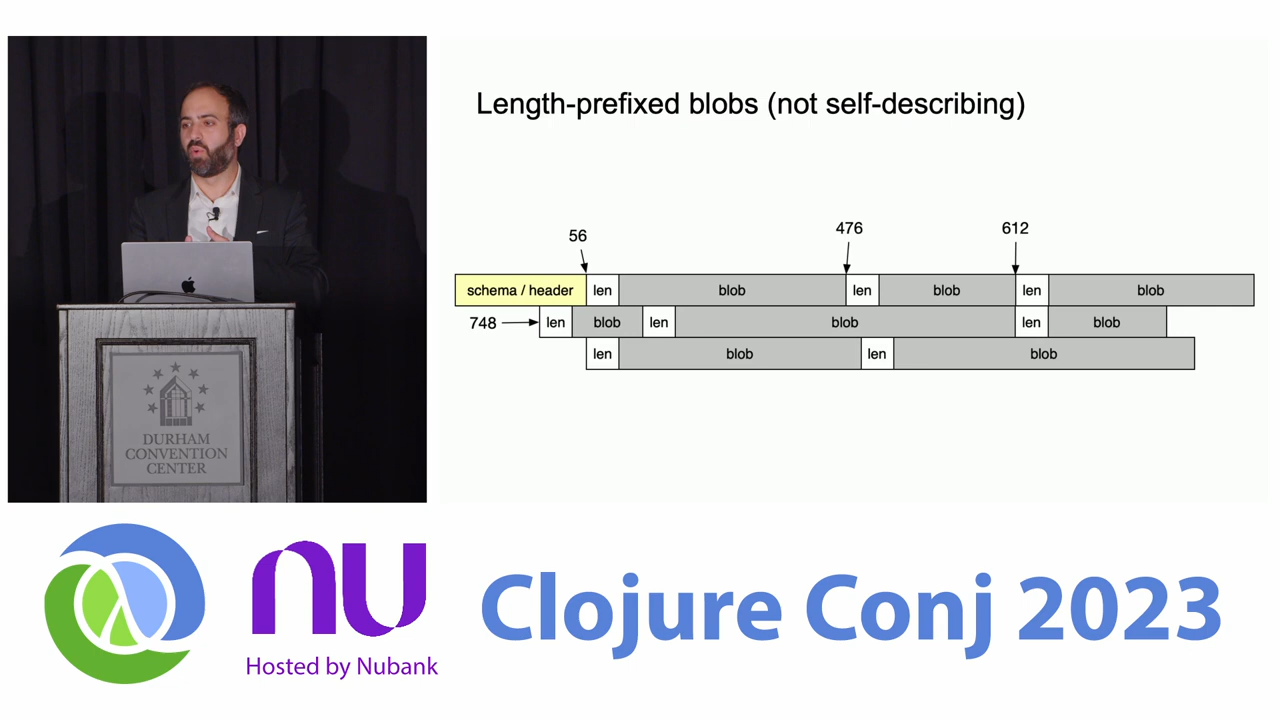 Length-prefixed blobs (not self-describing)
56
476
612
schema / header len blob len blob len blob
748 len blob len blob len blob
len blob len blob
DURHAM
CONVENTION
CENTER
nu
Hosted by Nubank
Clojure Conj 2023